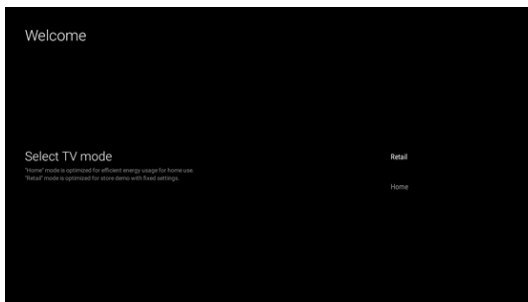 Welcome
Select TV mode
"Home" mode is optimized for efficient energy usage for home use.
"Retail" mode is optimized for store demo with fixed settings.
Retail
Home